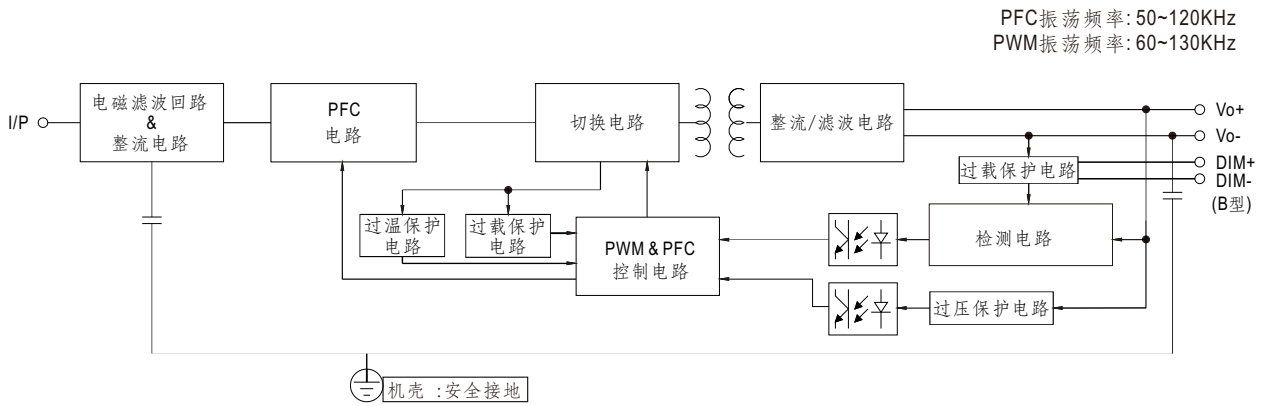 PFC振荡频率: 50~120KHz
PWM振荡频率: 60~130KHz
I/P
电磁滤波回路
&
整流电路
PFC
电路
切换电路
整流/滤波电路
Vo+
Vo-
DIM+
DIM-
(B型)
过载保护电路
过温保护
电路
过载保护
电路
PWM & PFC
控制电路
检测电路
过压保护电路
机壳 :安全接地